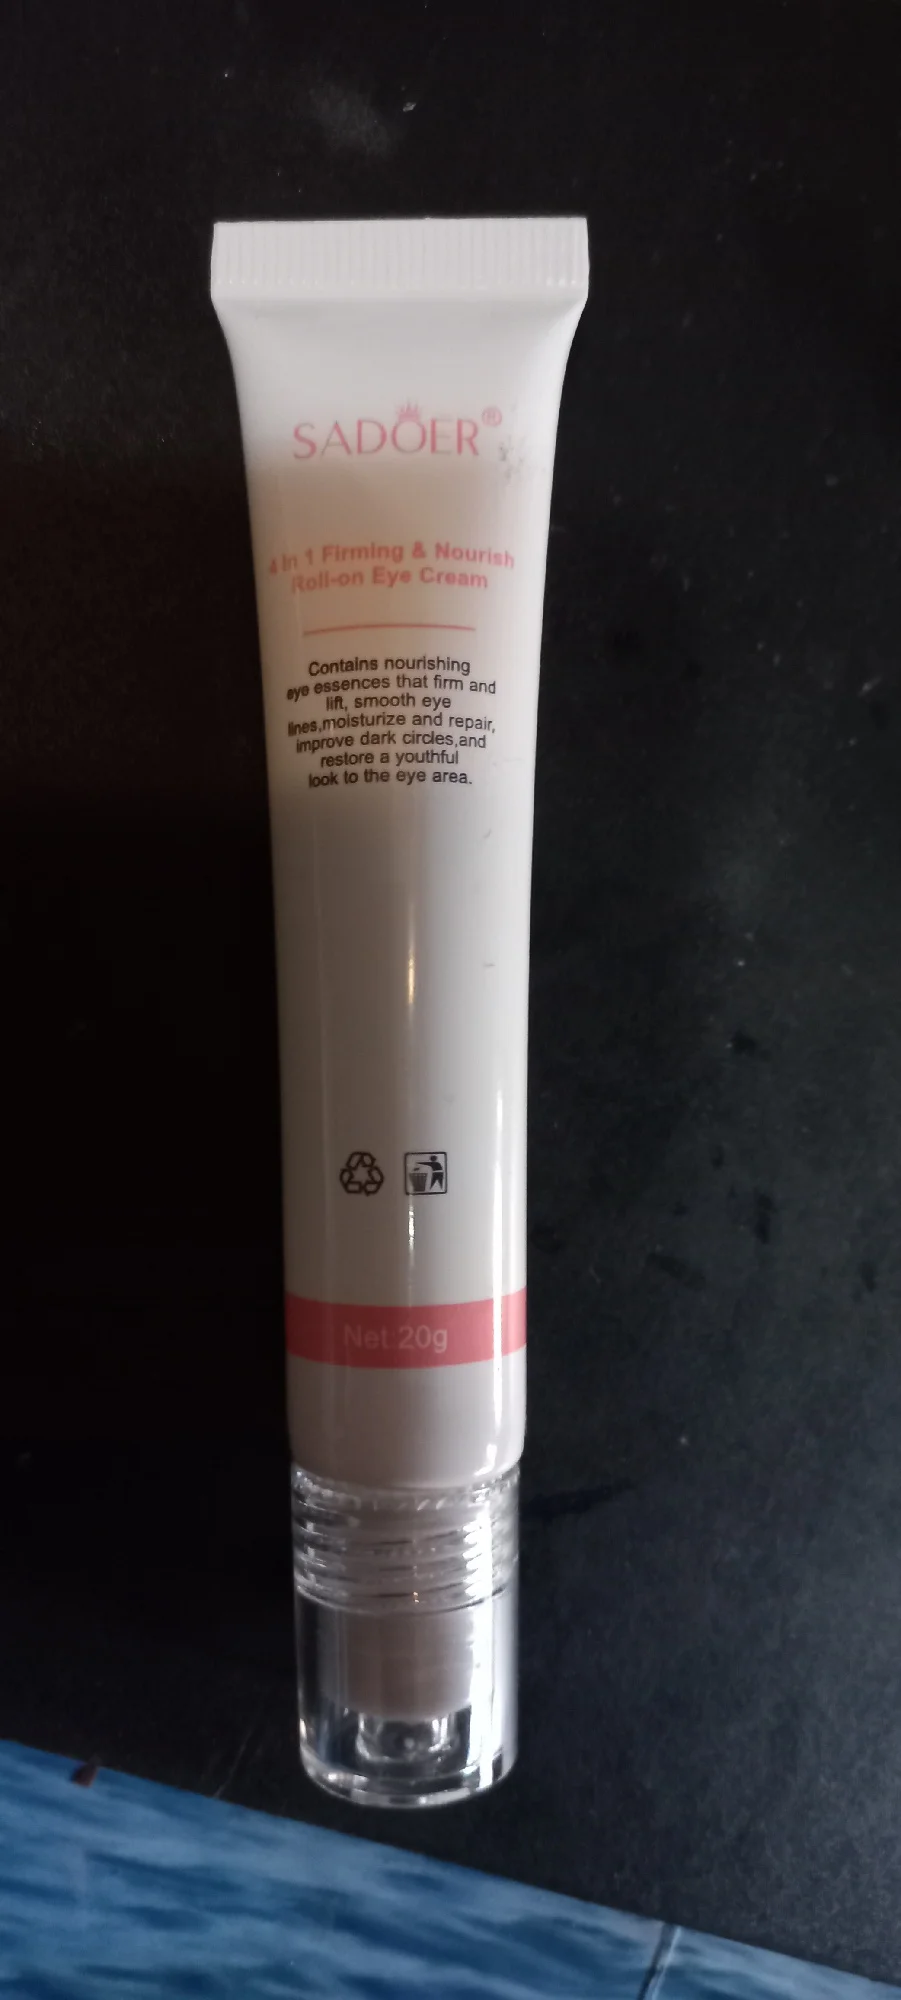 SADOER®
4 In 1 Firming & Nourish
Roll-on Eye Cream
Contains nourishing
eye essences that firm and
lift, smooth eye
lines,moisturize and repair,
improve dark circles,and
restore a youthful
look to the eye area.
Net 20g